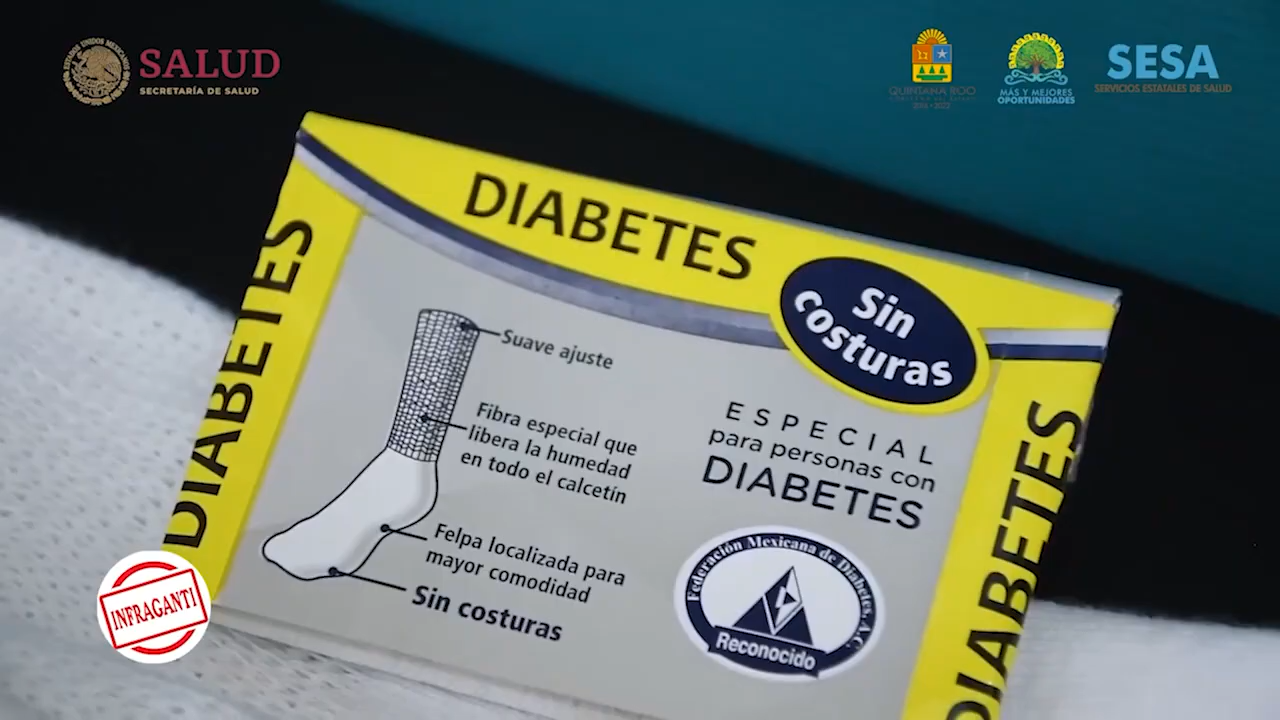 SALUD
SECRETARÍA DE SALUD
QUINTANA ROO
MÁS Y MEJORES
OPORTUNIDADES
SESA
SERVICIOS ESTATALES DE SALUD
DIABETES
Sin
costuras
DIABETES
Suave ajuste
Fibra especial que
libera la humedad
en todo el calcetín
Felpa localizada para
mayor comodidad
Sin costuras
ESPECIAL
para personas con
DIABETES
Federación Mexicana de Diabetes, A.C.
Reconocido
DIABETES
INFRAGANTI